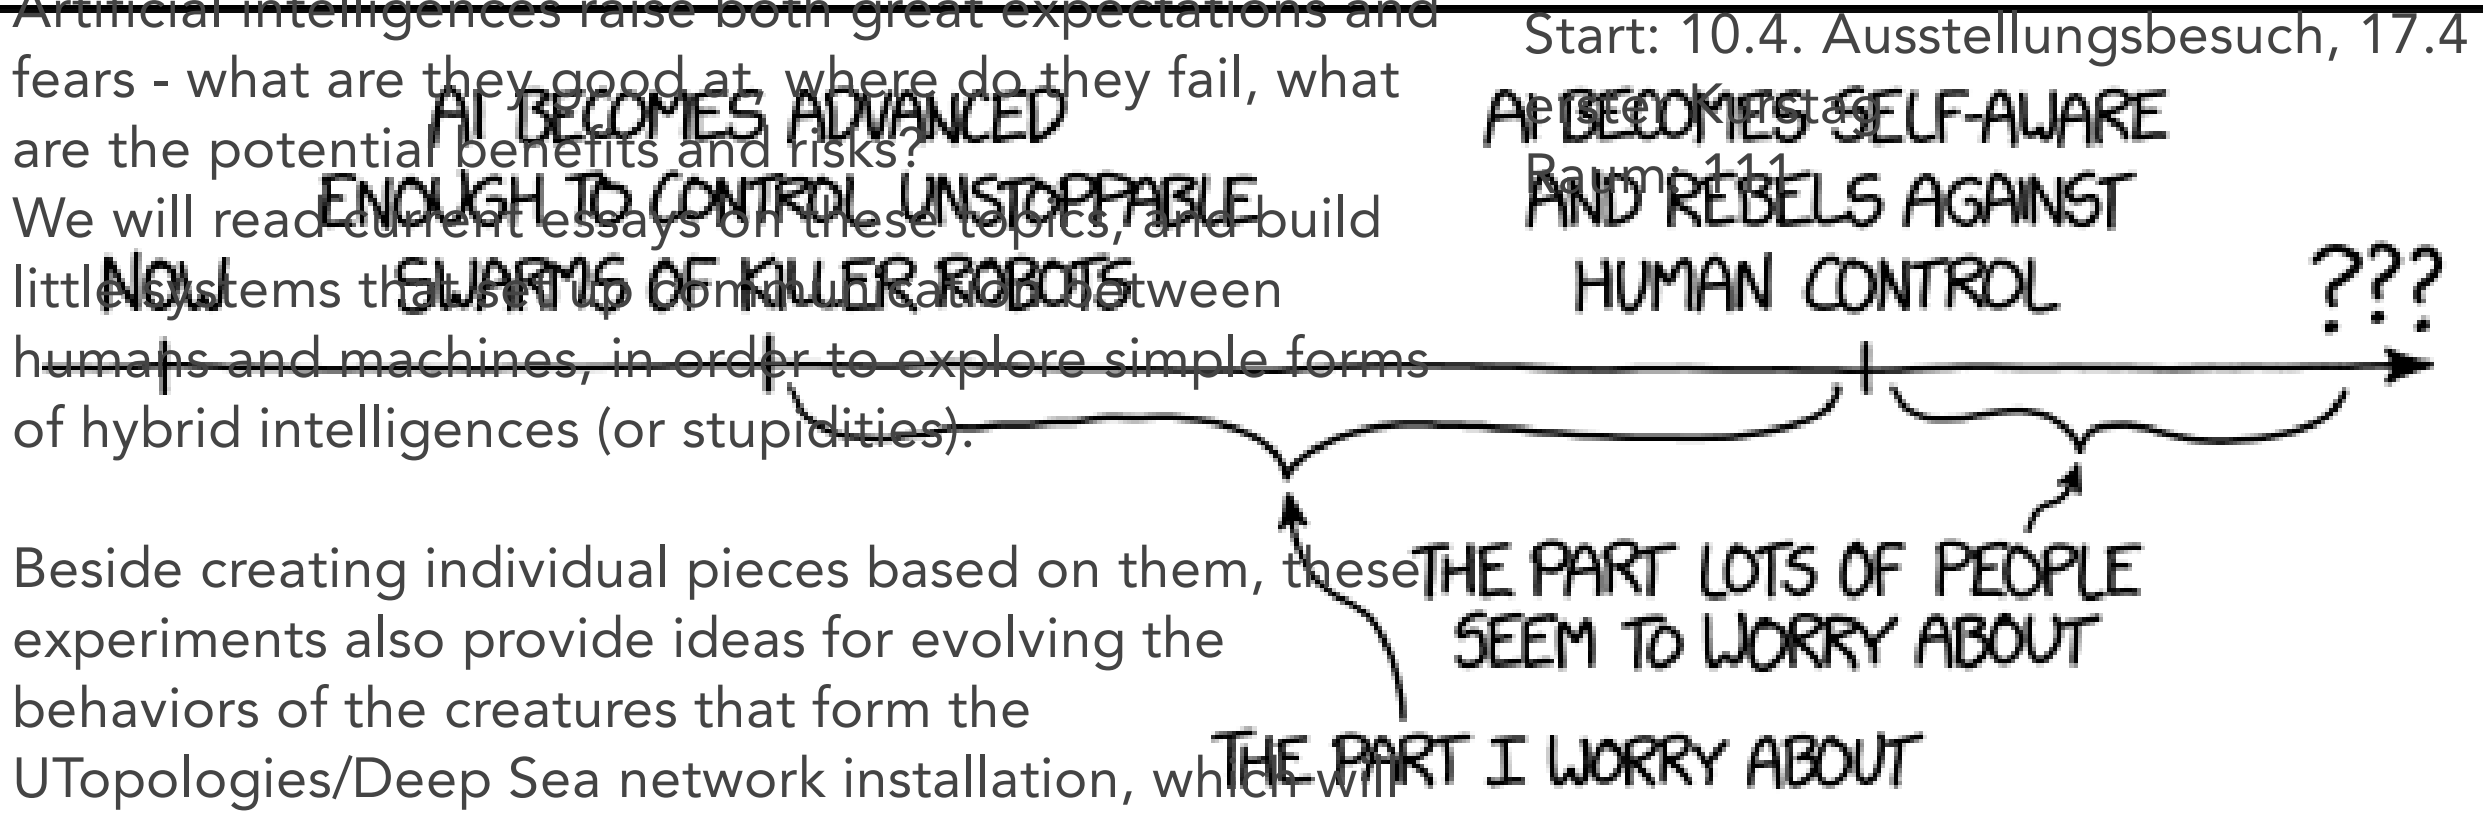 Artificial intelligences raise both great expectations and
fears - what are they good at, where do they fail, what
are the potential benefits and risks?
We will read current essays on these topics, and build
little systems that set up communication between
humans and machines, in order to explore simple forms
of hybrid intelligences (or stupidities).
Beside creating individual pieces based on them, these
experiments also provide ideas for evolving the
behaviors of the creatures that form the
UTopologies/Deep Sea network installation, which will
Start: 10.4. Ausstellungsbesuch, 17.4
erster Kurstag
Raum: 111
NOW
AI BECOMES ADVANCED
ENOUGH TO CONTROL UNSTOPPABLE
SWARMS OF KILLER ROBOTS
AI BECOMES SELF-AWARE
AND REBELS AGAINST
HUMAN CONTROL
???
THE PART LOTS OF PEOPLE
SEEM TO WORRY ABOUT
THE PART I WORRY ABOUT